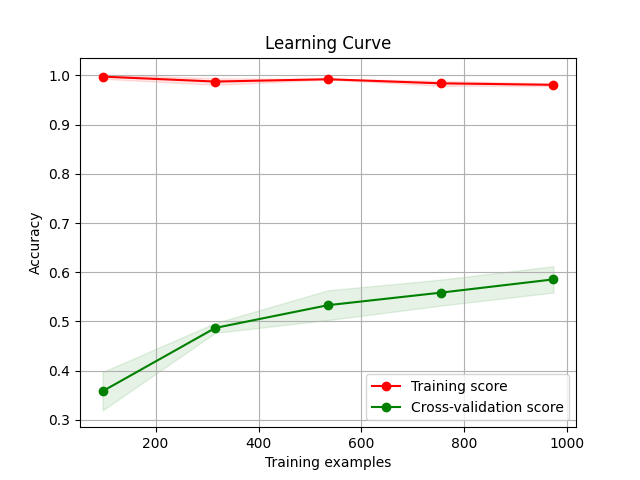 Learning Curve
1.0
0.9
0.8
0.7
0.6
0.5
0.4
0.3
Accuracy
Training score
Cross-validation score
200
400
600
800
1000
Training examples